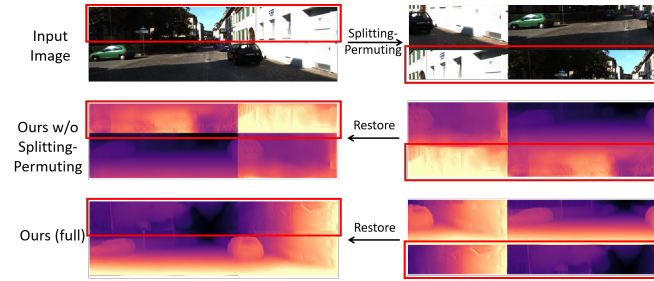 Input
Image
Splitting-
Permuting
Ours w/o
Splitting-
Permuting
Restore
Ours (full)
Restore